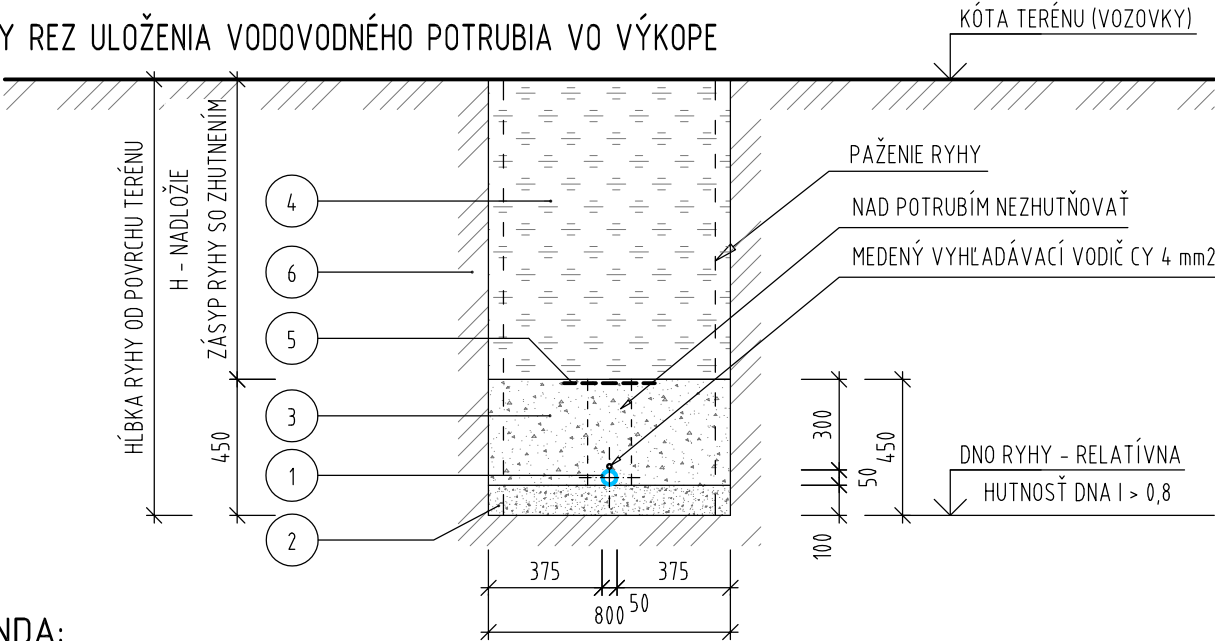 Y REZ ULOŽENIA VODOVODNÉHO POTRUBIA VO VÝKOPE
KÓTA TERÉNU (VOZOVKY)
HĹBKA RYHY OD POVRCHU TERÉNU
H - NADLOŽIE
ZÁSYP RYHY SO ZHUTNENÍM
450
4
6
5
3
1
2
PAŽENIE RYHY
NAD POTRUBÍM NEZHUTŇOVAŤ
MEDENÝ VYHĽADÁVACÍ VODIČ CY 4 mm2
300
50
100
450
DNO RYHY - RELATÍVNA
HUTNOSŤ DNA I > 0,8
375
50
375
800
NDA: